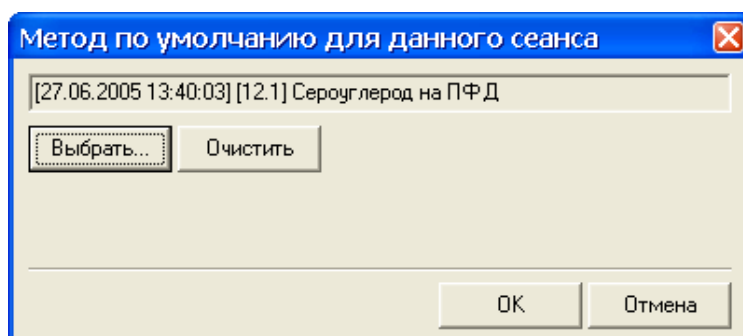 Метод по умолчанию для данного сеанса
[27.06.2005 13:40:03] [12.1] Сероуглерод на ПФД
Выбрать... Очистить
OK Отмена